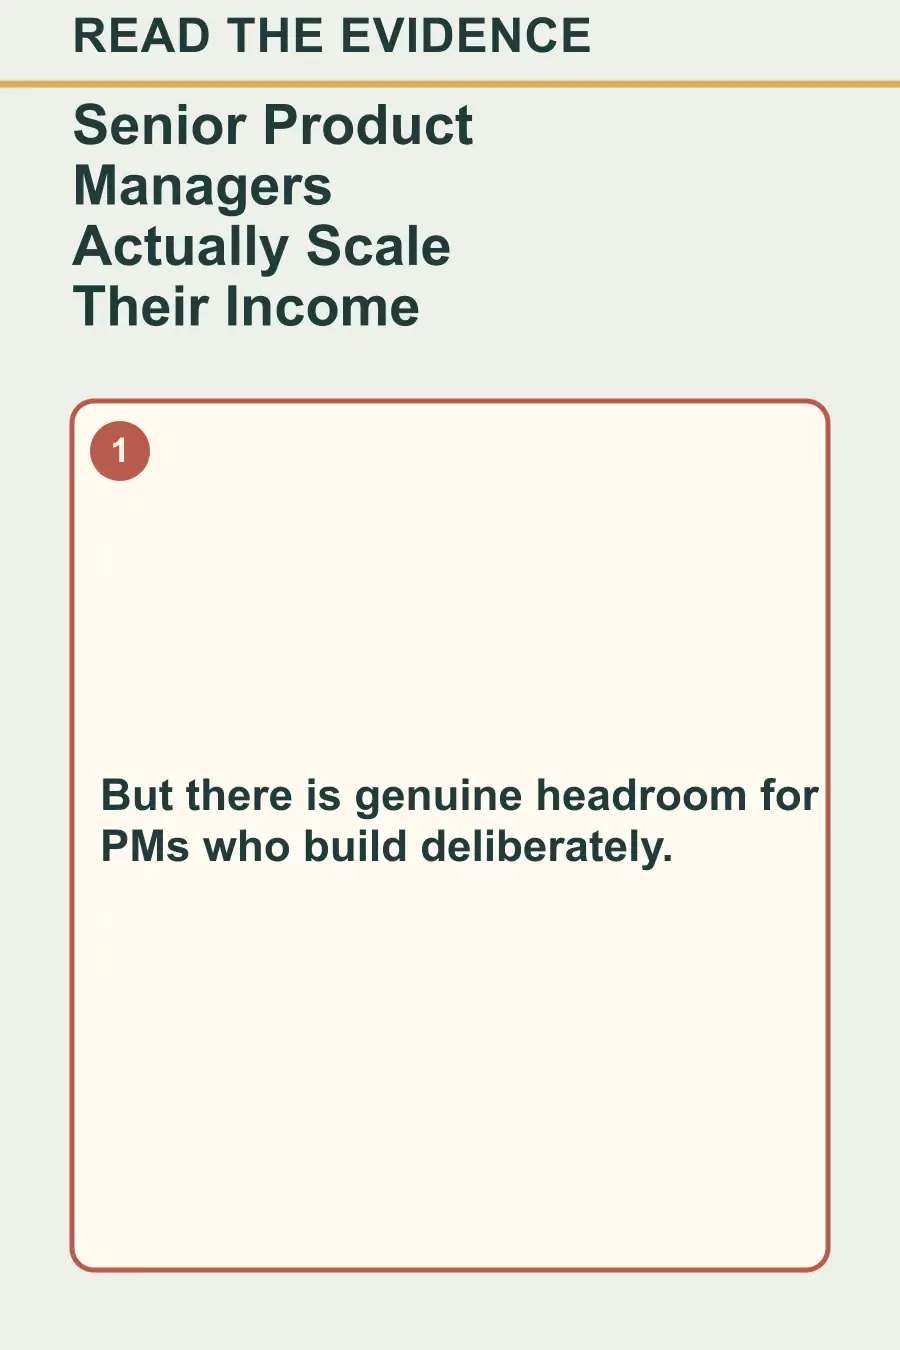 READ THE EVIDENCE
Senior Product
Managers
Actually Scale
Their Income
1
But there is genuine headroom for
PMs who build deliberately.